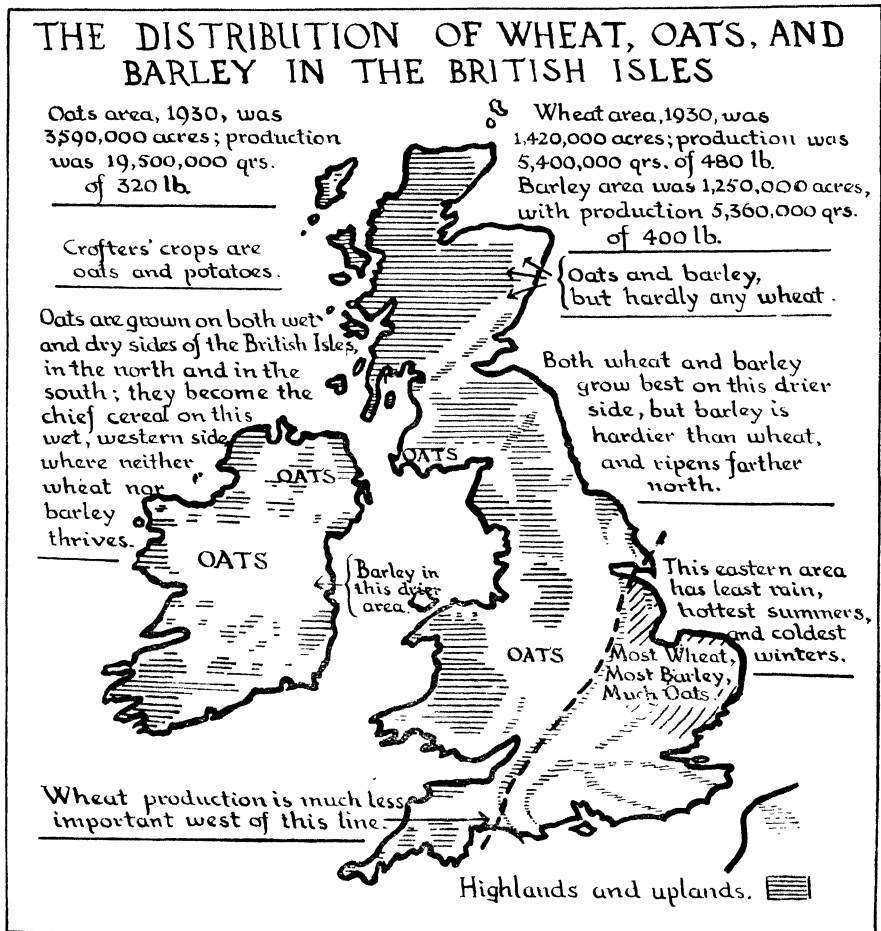 THE DISTRIBUTION OF WHEAT, OATS, AND
BARLEY IN THE BRITISH ISLES
Oats area, 1930, was
3,590,000 acres; production
was 19,500,000 qrs.
of 320 lb.
Wheat area, 1930, was
1,420,000 acres; production was
5,400,000 qrs. of 480 lb.
Barley area was 1,250,000 acres,
with production 5,360,000 qrs.
of 400 lb.
Crofters' crops are
oats and potatoes.
Oats and barley,
but hardly any wheat.
Oats are grown on both wet
and dry sides of the British Isles,
in the north and in the
south; they become the
chief cereal on this
wet, western side
where neither
wheat nor
barley
thrives.
Both wheat and barley
grow best on this drier
side, but barley is
hardier than wheat,
and ripens farther
north.
OATS
OATS
OATS
Barley in
this drier
area.
This eastern area
has least rain,
hottest summers,
and coldest
winters.
OATS
Most Wheat,
Most Barley,
Much Oats.
Wheat production is much less
important west of this line.
Highlands and uplands.